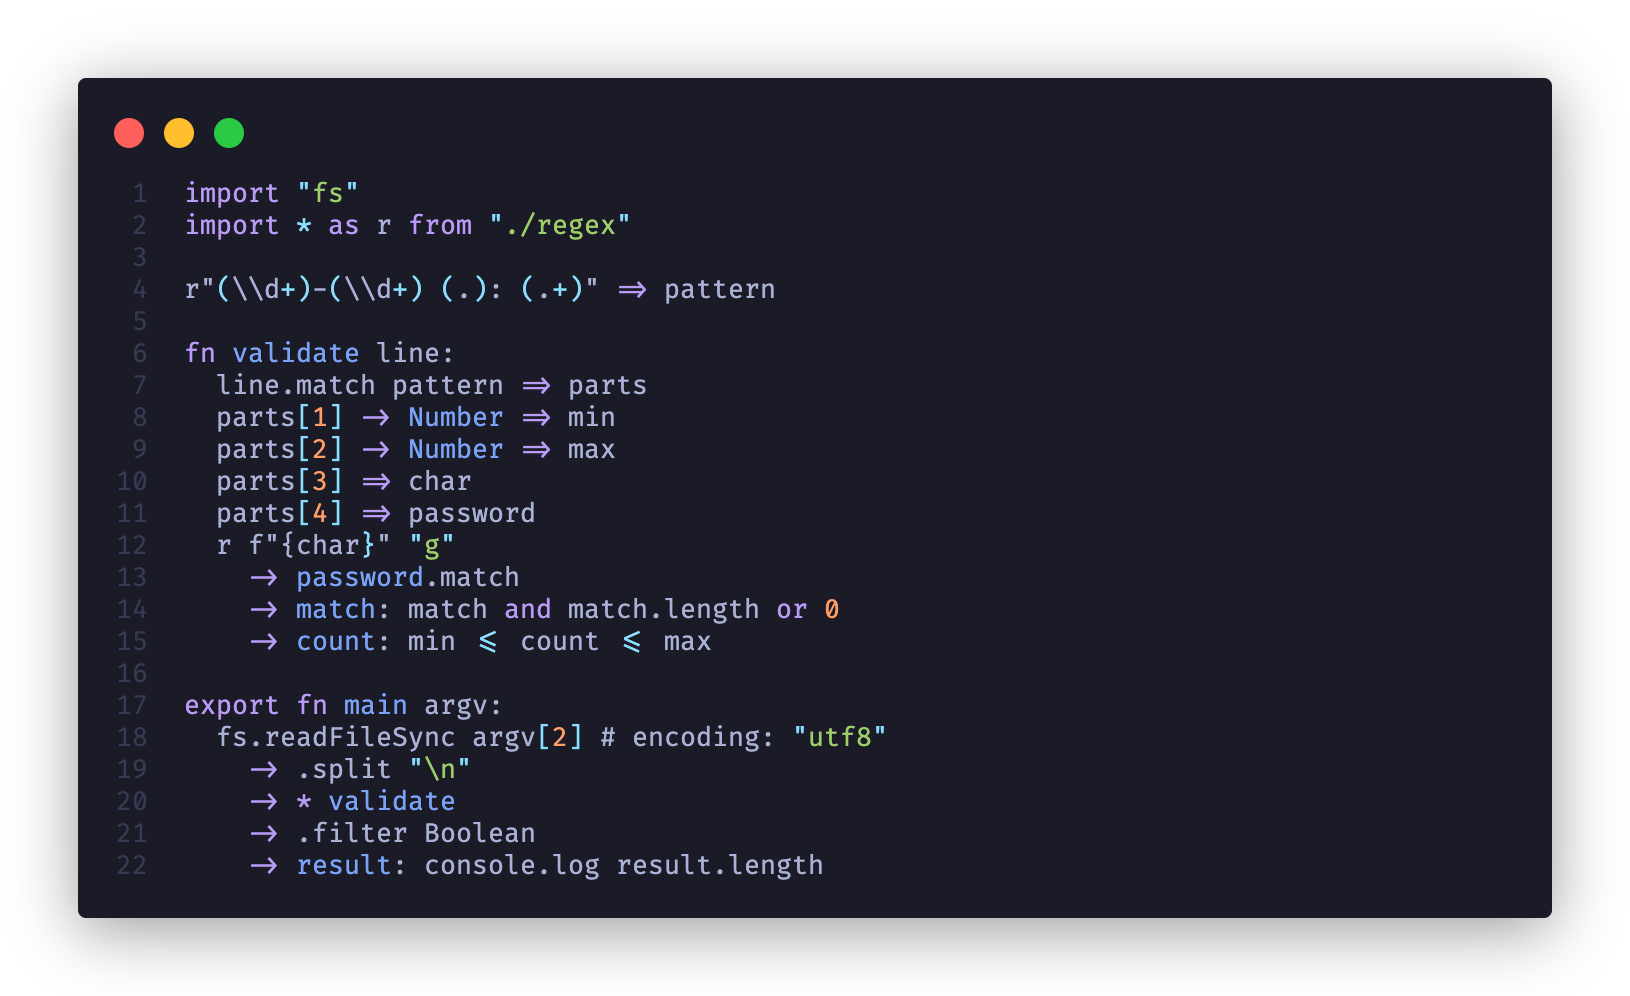 1 import "fs"
2 import * as r from "./regex"
3
4 r"(\\d+)-(\\d+) (.): (.+)" => pattern
5
6 fn validate line:
7   line.match pattern => parts
8   parts[1] -> Number => min
9   parts[2] -> Number => max
10   parts[3] => char
11   parts[4] => password
12   r f"{char}" "g"
13     -> password.match
14     -> match: match and match.length or 0
15     -> count: min <= count <= max
16
17 export fn main argv:
18   fs.readFileSync argv[2] # encoding: "utf8"
19     -> .split "\n"
20     -> * validate
21     -> .filter Boolean
22     -> result: console.log result.length